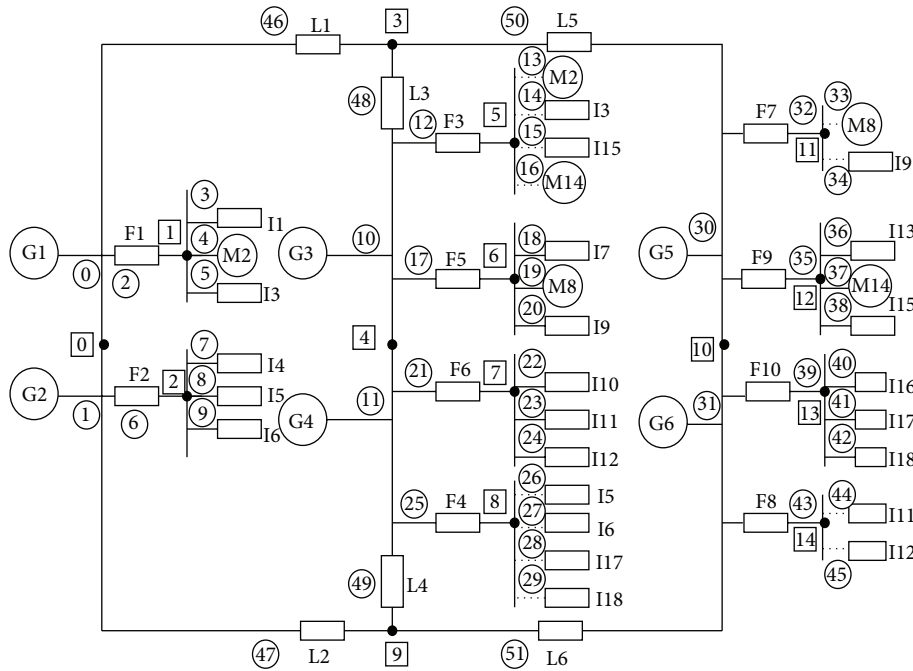 46 L1 3 50 L5
48 L3 12 F3 5 13 M2
14 I3
15 I15
16 M14
F7 32 33 M8
11 34 I9
G1 0 F1 2 1 3 I1
4 M2
5 I3
G3 10
17 F5 6 18 I7
19 M8
20 I9
G5 30
F9 35 12 36 I13
37 M14
38 I15
0 4 10
G2 1 F2 6 2 7 I4
8 I5
9 I6
G4 11
21 F6 7 22 I10
23 I11
24 I12
G6 31
F10 39 13 40 I16
41 I17
42 I18
25 F4 8 26 I5
27 I6
28 I17
29 I18
F8 43 14 44 I11
45 I12
49 L4
47 L2 9 51 L6